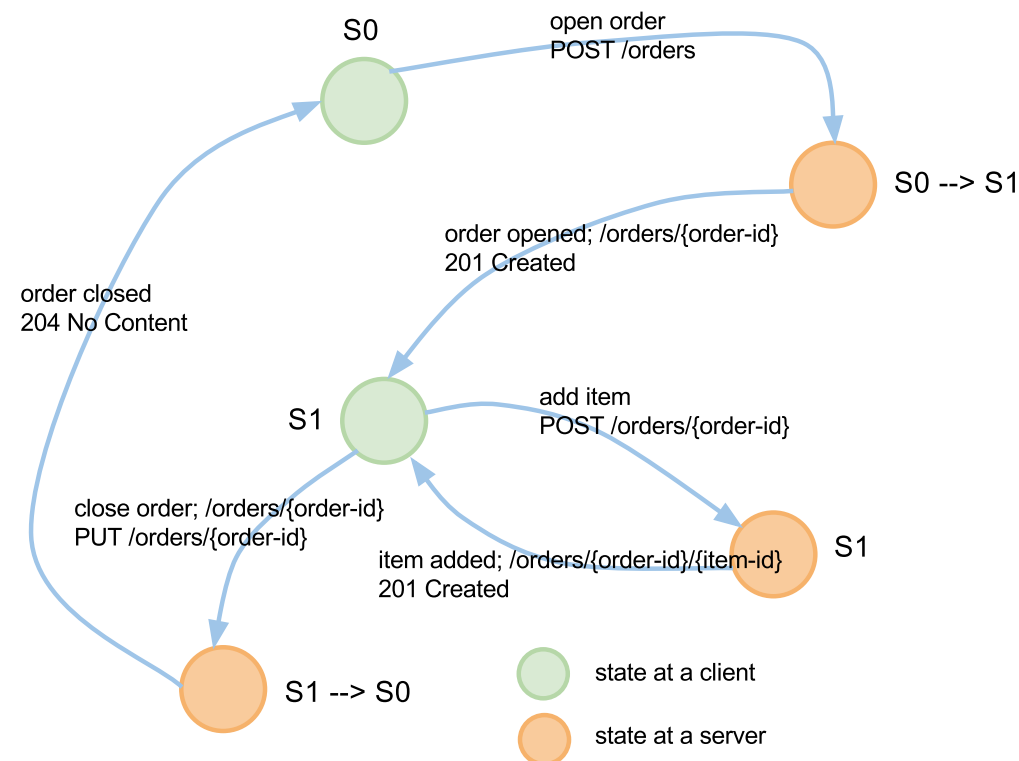 S0
open order
POST /orders
S0 --> S1
order opened; /orders/{order-id}
201 Created
order closed
204 No Content
S1
add item
POST /orders/{order-id}
close order; /orders/{order-id}
PUT /orders/{order-id}
item added; /orders/{order-id}/{item-id}
201 Created
S1
S1 --> S0
state at a client
state at a server